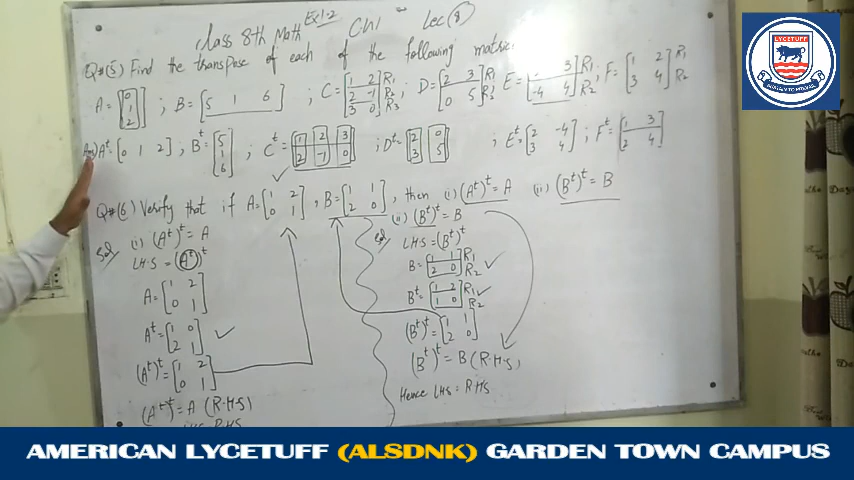 Class 8th Math Ex 1.2 Ch 1 Lec (8)
Q#(5) Find the transpose of each of the following matric:
A = [0 1 2] ; B = [5 1 6] ; C = [1 2 2 -1 3 0] R1 R2 R3 ; D = [2 3 0 5] R1 R2 ; E = [3 -4 4] R1 R2 ; F = [1 2 3 4] R1 R2
Ans) A^t = [0 1 2] , B^t = [5 1 6] ; C^t = [1 2 3 2 -1 0] ; D^t = [2 0 3 5] ; E^t = [2 -4 3 4] ; F^t = [1 3 2 4]
Q#(6) Verify that if A = [1 2 0 1] , B = [1 1 2 0] , then (i) (A^t)^t = A (ii) (B^t)^t = B
Sol (i) (A^t)^t = A
L.H.S = (A^t)^t
A = [1 2 0 1]
A^t = [1 0 2 1]
(A^t)^t = [1 2 0 1]
(A^t)^t = A (R.H.S)
(ii) (B^t)^t = B
Sol L.H.S = (B^t)^t
B = [1 1 2 0] R1 R2
B^t = [1 2 1 0] R1 R2
(B^t)^t = [1 1 2 0]
(B^t)^t = B (R.H.S)
Hence L.H.S = R.H.S
LYCETUFF
AMERICAN LYCETUFF (ALSDNK) GARDEN TOWN CAMPUS